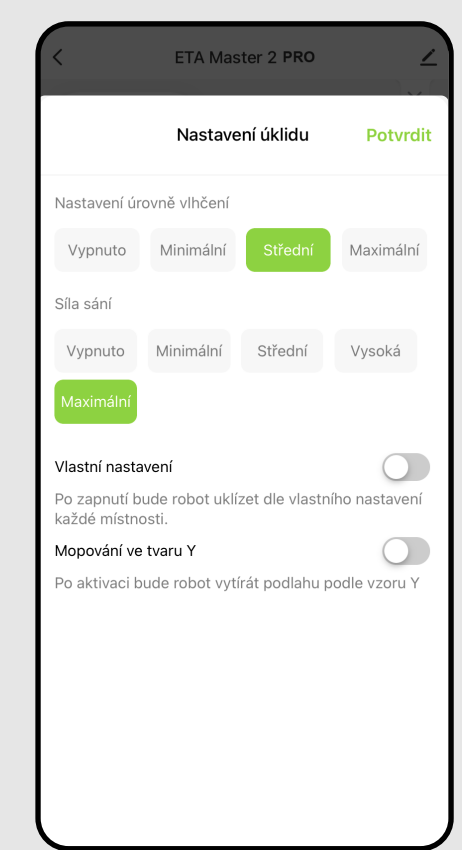 ETA Master 2 PRO
Nastavení úklidu
Potvrdit
Nastavení úrovně vlhčení
Vypnuto
Minimální
Střední
Maximální
Síla sání
Vypnuto
Minimální
Střední
Vysoká
Maximální
Vlastní nastavení
Po zapnutí bude robot uklízet dle vlastního nastavení
každé místnosti.
Mopování ve tvaru Y
Po aktivaci bude robot vytírát podlahu podle vzoru Y